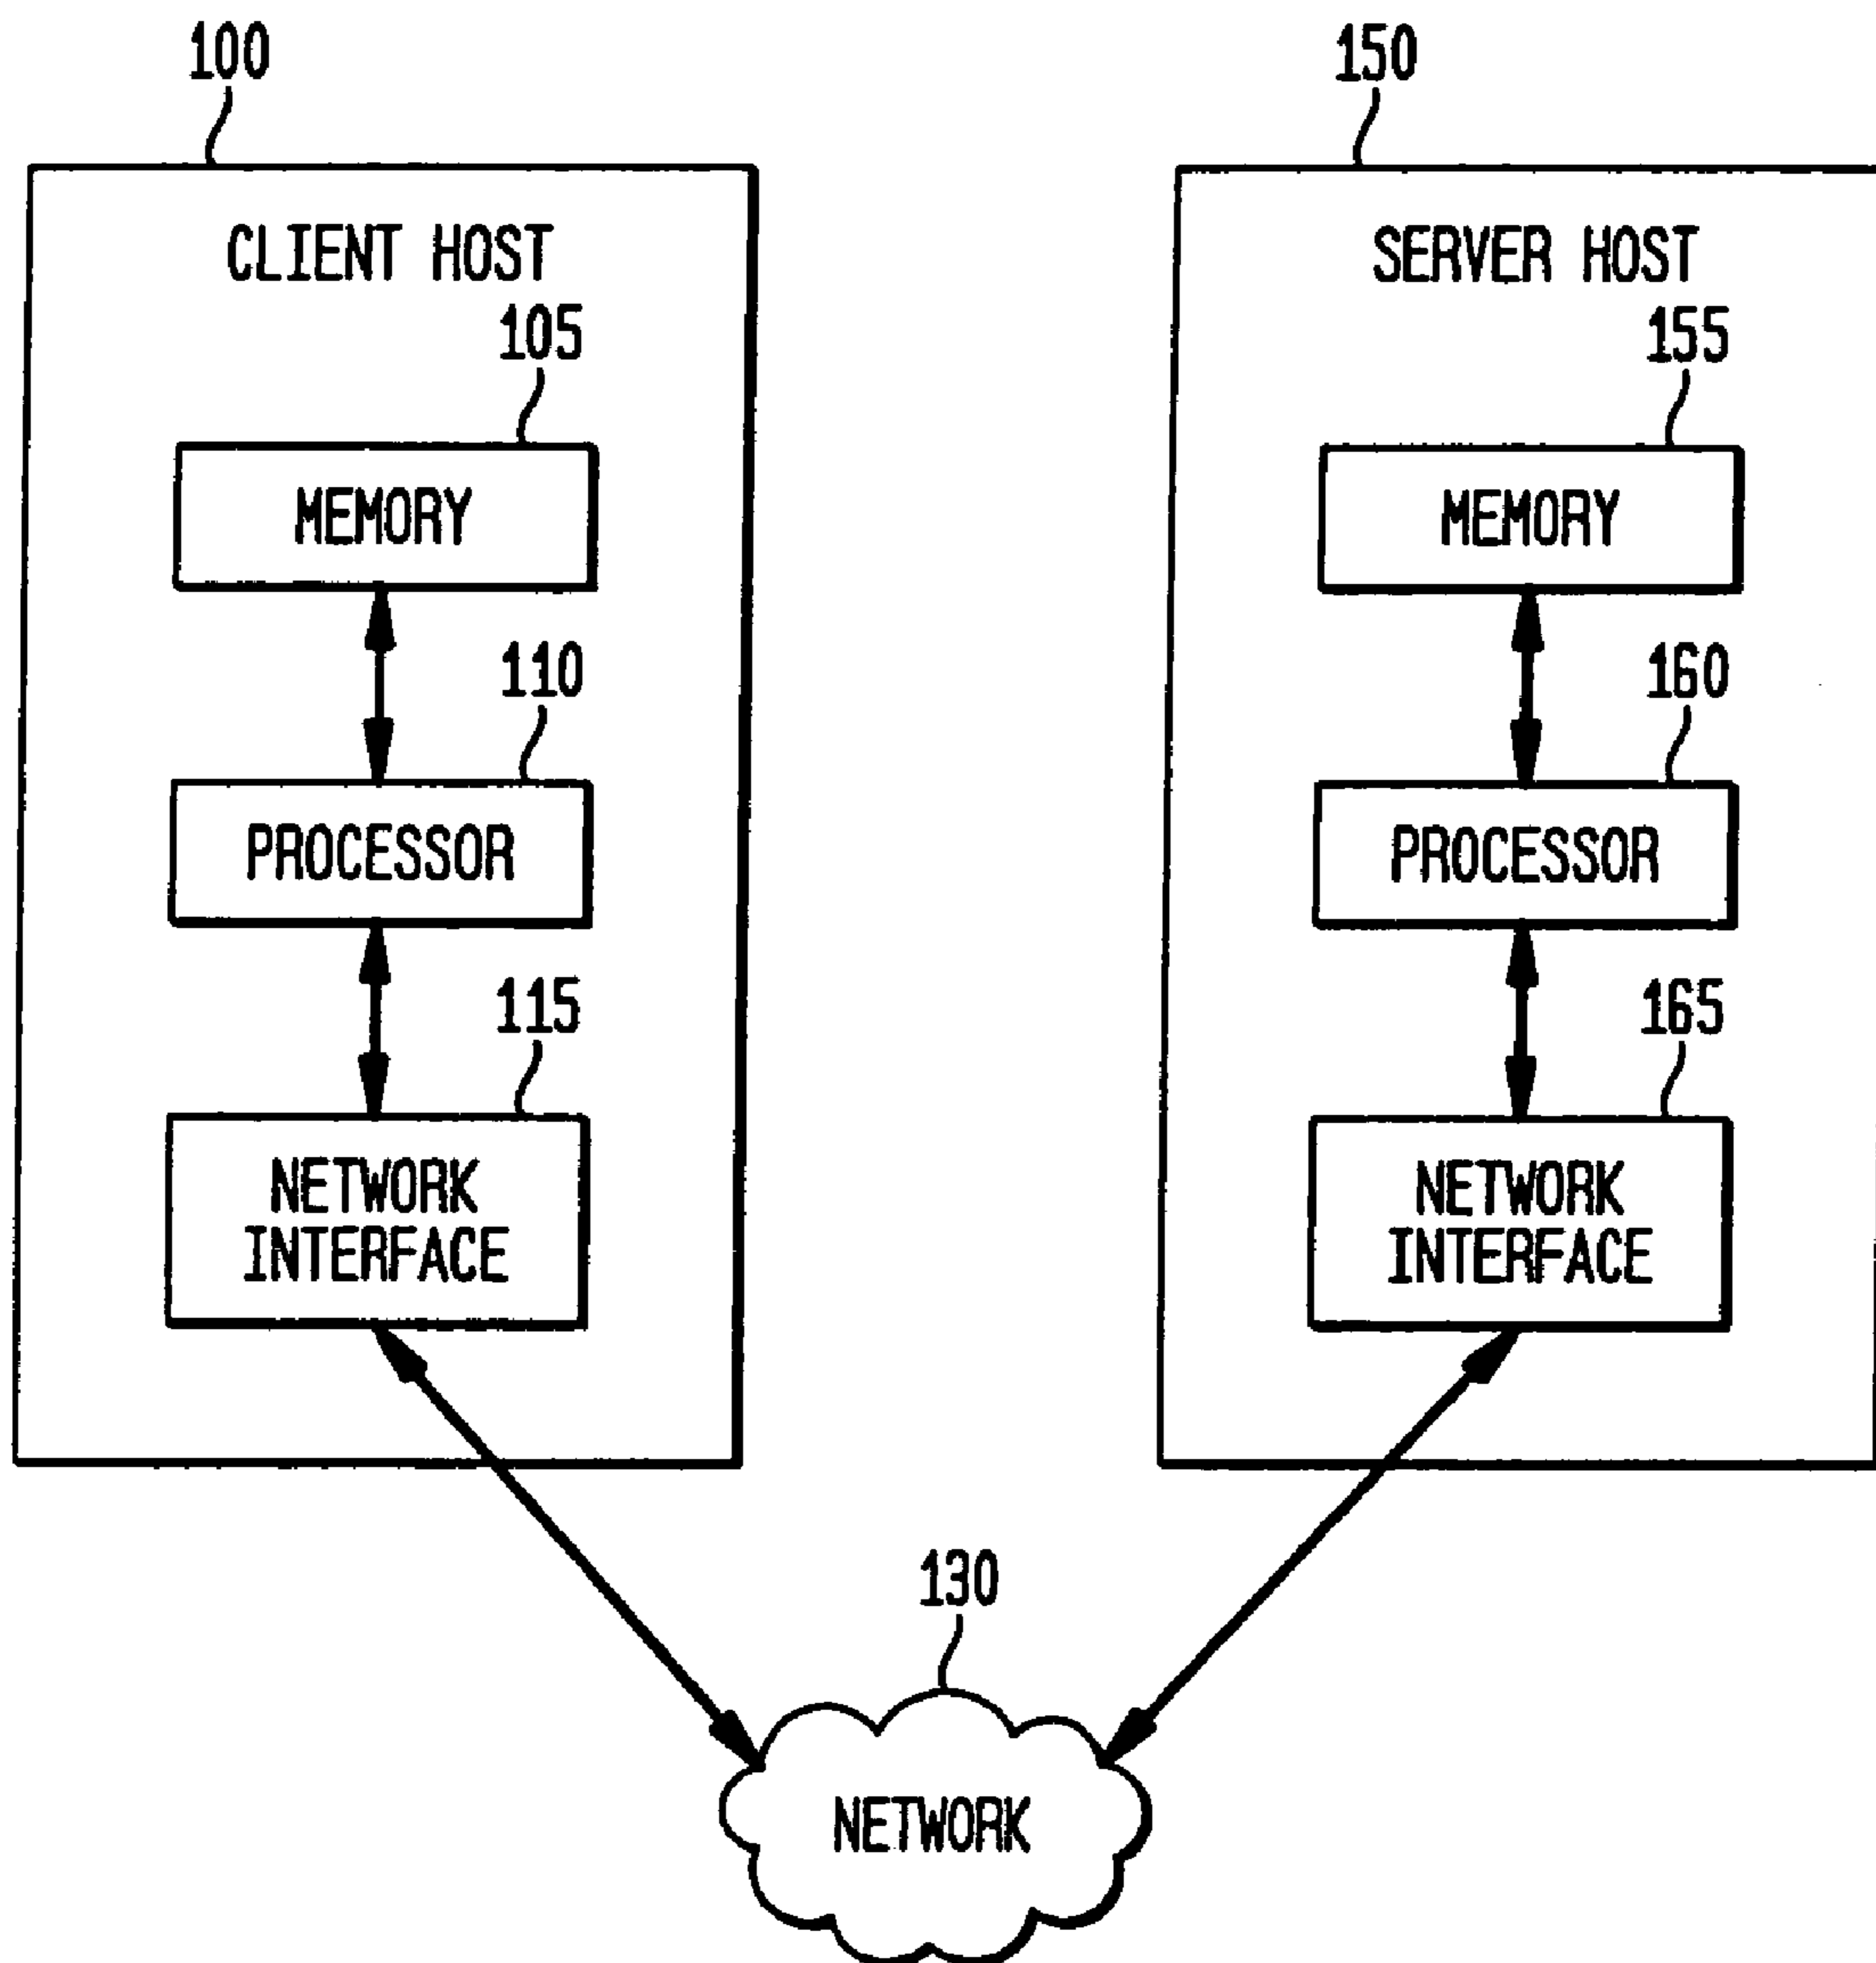 100
150
CLIENT HOST
SERVER HOST
105
155
MEMORY
MEMORY
110
160
PROCESSOR
PROCESSOR
115
165
NETWORK
INTERFACE
NETWORK
INTERFACE
130
NETWORK